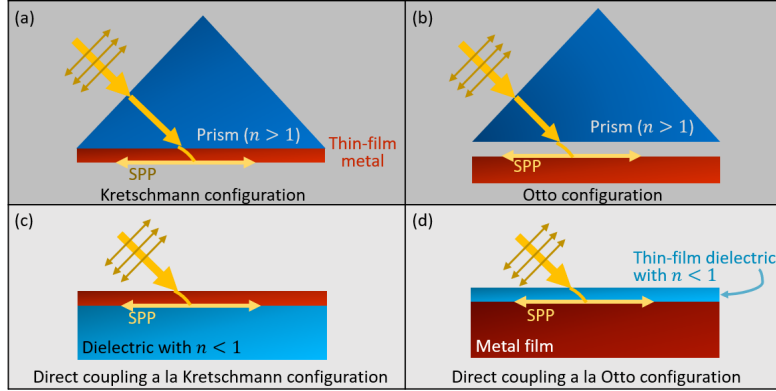 (a)
Prism (n > 1)
Thin-film
metal
SPP
Kretschmann configuration
(b)
Prism (n > 1)
SPP
Otto configuration
(c)
SPP
Dielectric with n < 1
Direct coupling a la Kretschmann configuration
(d)
Thin-film dielectric
with n < 1
SPP
Metal film
Direct coupling a la Otto configuration